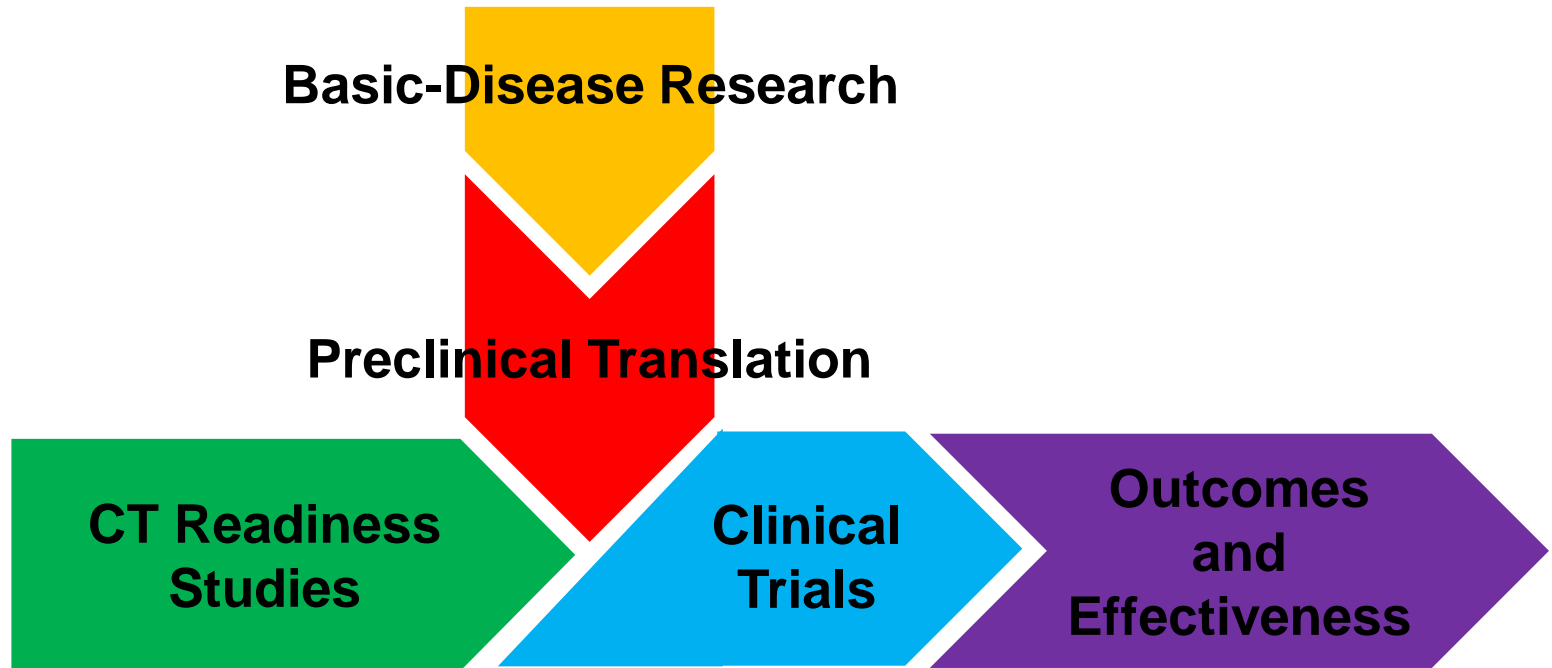 Basic-Disease Research
Preclinical Translation
CT Readiness
Studies
Clinical
Trials
Outcomes
and
Effectiveness